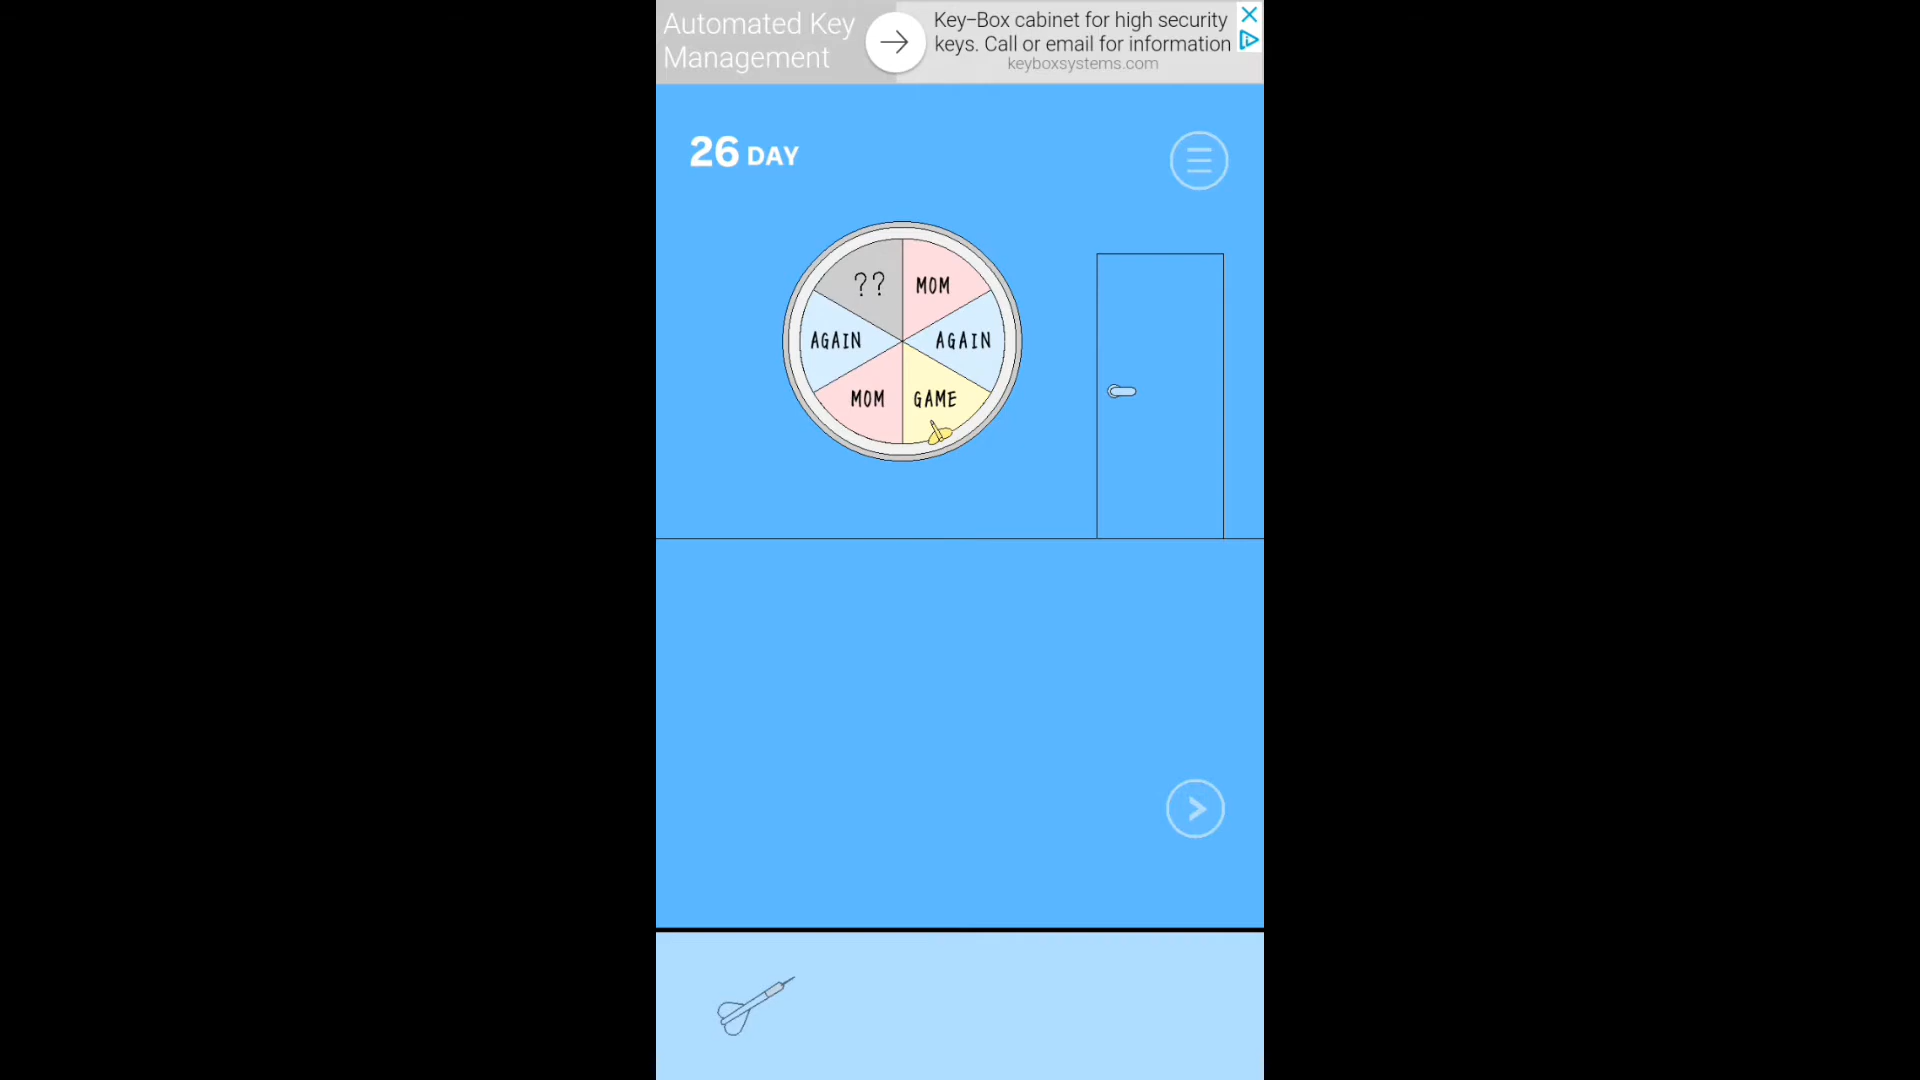 Automated Key
Management
Key-Box cabinet for high security
keys. Call or email for information
keyboxsystems.com
26 DAY
?? MOM
AGAIN AGAIN
MOM GAME